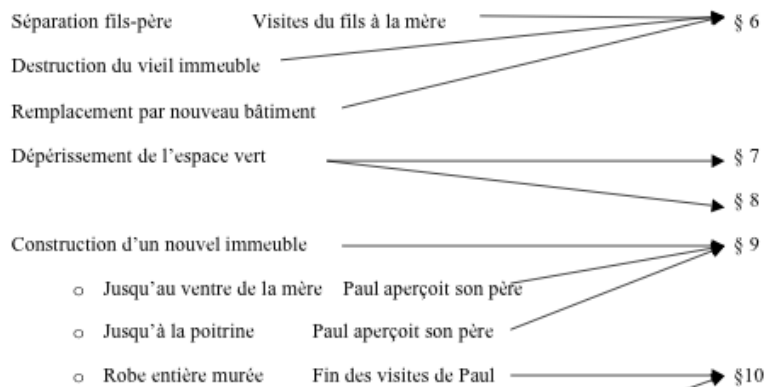 Séparation fils-père Visites du fils à la mère § 6
Destruction du vieil immeuble
Remplacement par nouveau bâtiment
Dépérissement de l’espace vert § 7
§ 8
Construction d’un nouvel immeuble § 9
o Jusqu’au ventre de la mère Paul aperçoit son père
o Jusqu’à la poitrine Paul aperçoit son père
o Robe entière murée Fin des visites de Paul §10